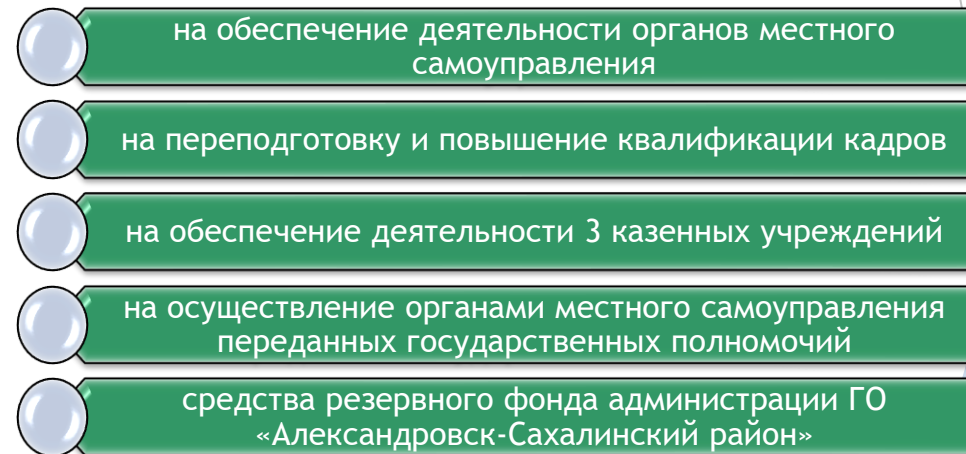 на обеспечение деятельности органов местного
самоуправления
на переподготовку и повышение квалификации кадров
на обеспечение деятельности 3 казенных учреждений
на осуществление органами местного самоуправления
переданных государственных полномочий
средства резервного фонда администрации ГО
«Александровск-Сахалинский район»